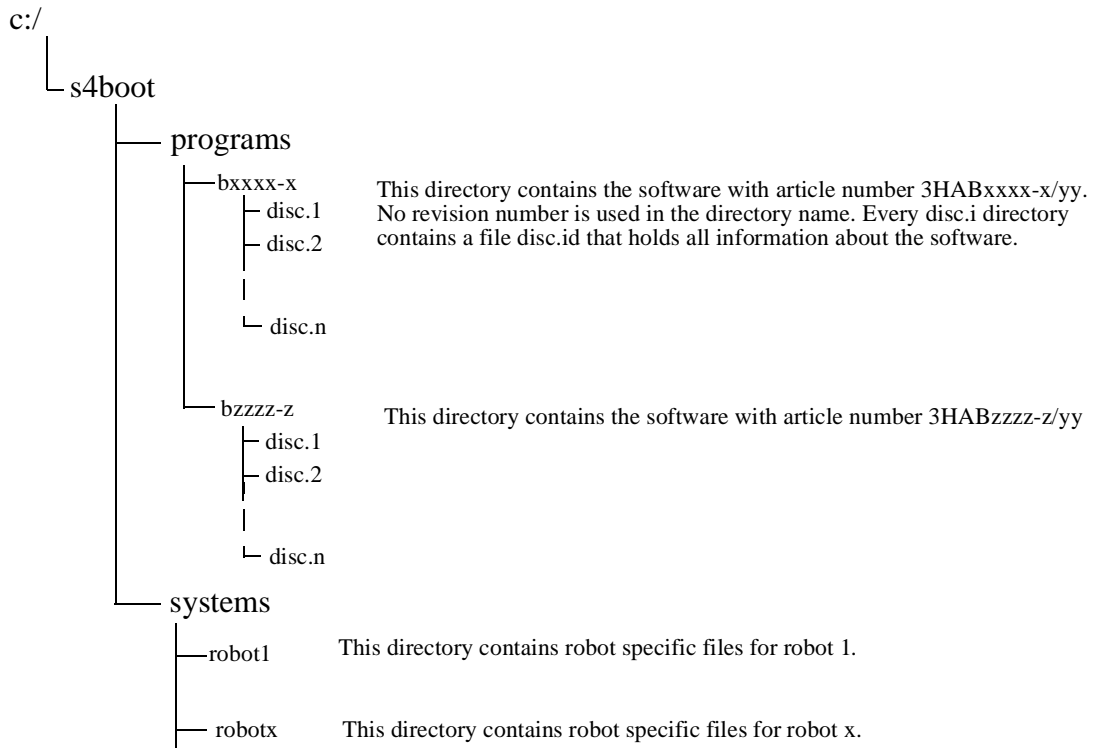 c:/
s4boot
programs
bxxxx-x
This directory contains the software with article number 3HABxxxx-x/yy.
disc.1
No revision number is used in the directory name. Every disc.i directory
disc.2
contains a file disc.id that holds all information about the software.
disc.n
bzzzz-z
This directory contains the software with article number 3HABzzzz-z/yy
disc.1
disc.2
disc.n
systems
robot1
This directory contains robot specific files for robot 1.
robotx
This directory contains robot specific files for robot x.